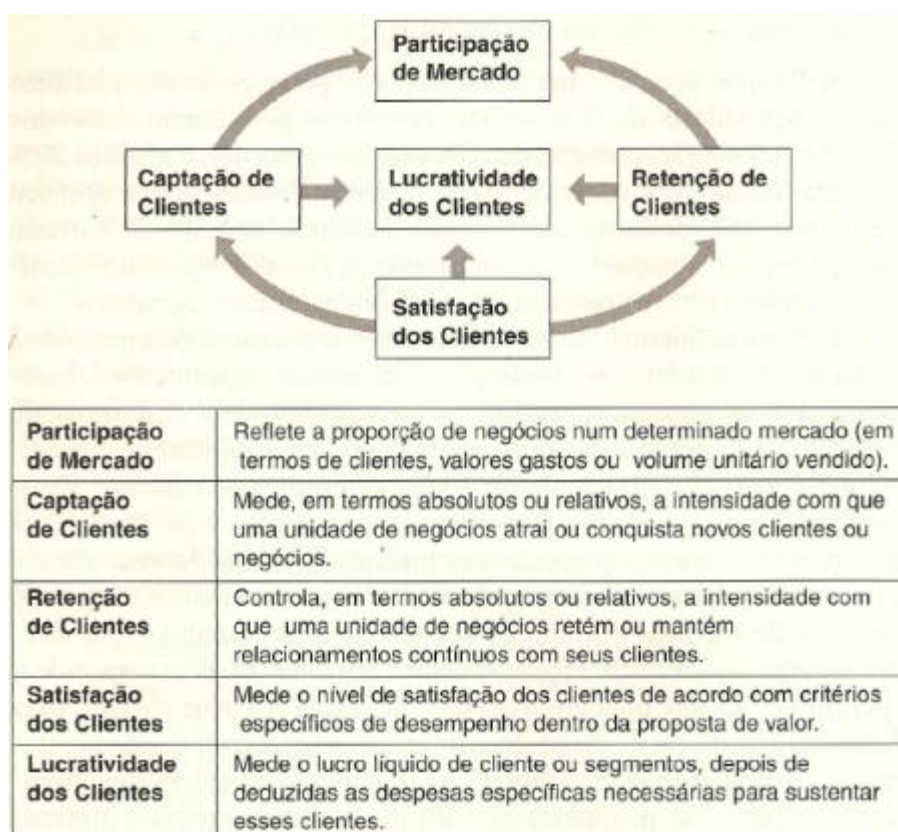 Participação
de Mercado
Captação de
Clientes
Lucratividade
dos Clientes
Retenção de
Clientes
Satisfação
dos Clientes
Participação
de Mercado
Reflete a proporção de negócios num determinado mercado (em
termos de clientes, valores gastos ou volume unitário vendido).
Captação
de Clientes
Mede, em termos absolutos ou relativos, a intensidade com que
uma unidade de negócios atrai ou conquista novos clientes ou
negócios.
Retenção
de Clientes
Controla, em termos absolutos ou relativos, a intensidade com
que uma unidade de negócios retém ou mantém
relacionamentos contínuos com seus clientes.
Satisfação
dos Clientes
Mede o nível de satisfação dos clientes de acordo com critérios
específicos de desempenho dentro da proposta de valor.
Lucratividade
dos Clientes
Mede o lucro líquido de cliente ou segmentos, depois de
deduzidas as despesas específicas necessárias para sustentar
esses clientes.